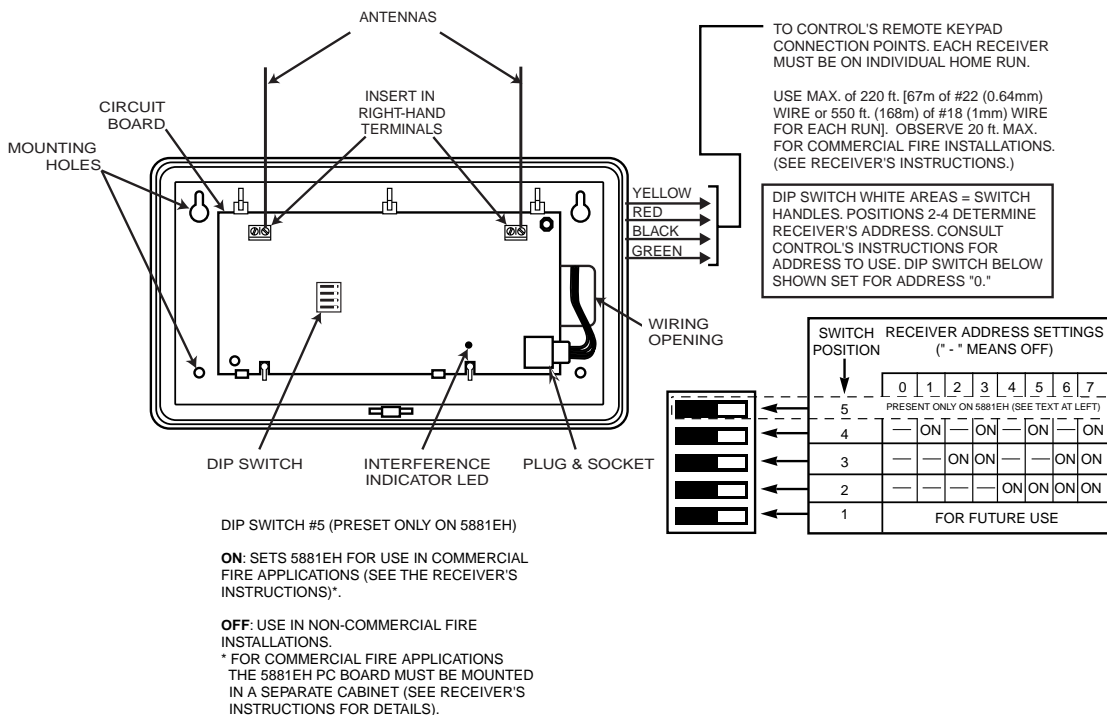 ANTENNAS
CIRCUIT
BOARD
MOUNTING
HOLES
INSERT IN
RIGHT-HAND
TERMINALS
TO CONTROL'S REMOTE KEYPAD
CONNECTION POINTS. EACH RECEIVER
MUST BE ON INDIVIDUAL HOME RUN.
USE MAX. of 220 ft. [67m of #22 (0.64mm)
WIRE or 550 ft. (168m) of #18 (1mm) WIRE
FOR EACH RUN]. OBSERVE 20 ft. MAX.
FOR COMMERCIAL FIRE INSTALLATIONS.
(SEE RECEIVER'S INSTRUCTIONS.)
YELLOW
RED
BLACK
GREEN
DIP SWITCH WHITE AREAS = SWITCH
HANDLES. POSITIONS 2-4 DETERMINE
RECEIVER'S ADDRESS. CONSULT
CONTROL'S INSTRUCTIONS FOR
ADDRESS TO USE. DIP SWITCH BELOW
SHOWN SET FOR ADDRESS "0."
WIRING
OPENING
DIP SWITCH
INTERFERENCE
INDICATOR LED
PLUG & SOCKET
SWITCH
POSITION
RECEIVER ADDRESS SETTINGS
(" - " MEANS OFF)
0 1 2 3 4 5 6 7
5 PRESENT ONLY ON 5881EH (SEE TEXT AT LEFT)
4 — ON — ON — ON — ON
3 — — ON ON — — ON ON
2 — — — — ON ON ON ON
1 FOR FUTURE USE
DIP SWITCH #5 (PRESET ONLY ON 5881EH)
ON: SETS 5881EH FOR USE IN COMMERCIAL
FIRE APPLICATIONS (SEE THE RECEIVER'S
INSTRUCTIONS)*.
OFF: USE IN NON-COMMERCIAL FIRE
INSTALLATIONS.
* FOR COMMERCIAL FIRE APPLICATIONS
THE 5881EH PC BOARD MUST BE MOUNTED
IN A SEPARATE CABINET (SEE RECEIVER'S
INSTRUCTIONS FOR DETAILS).